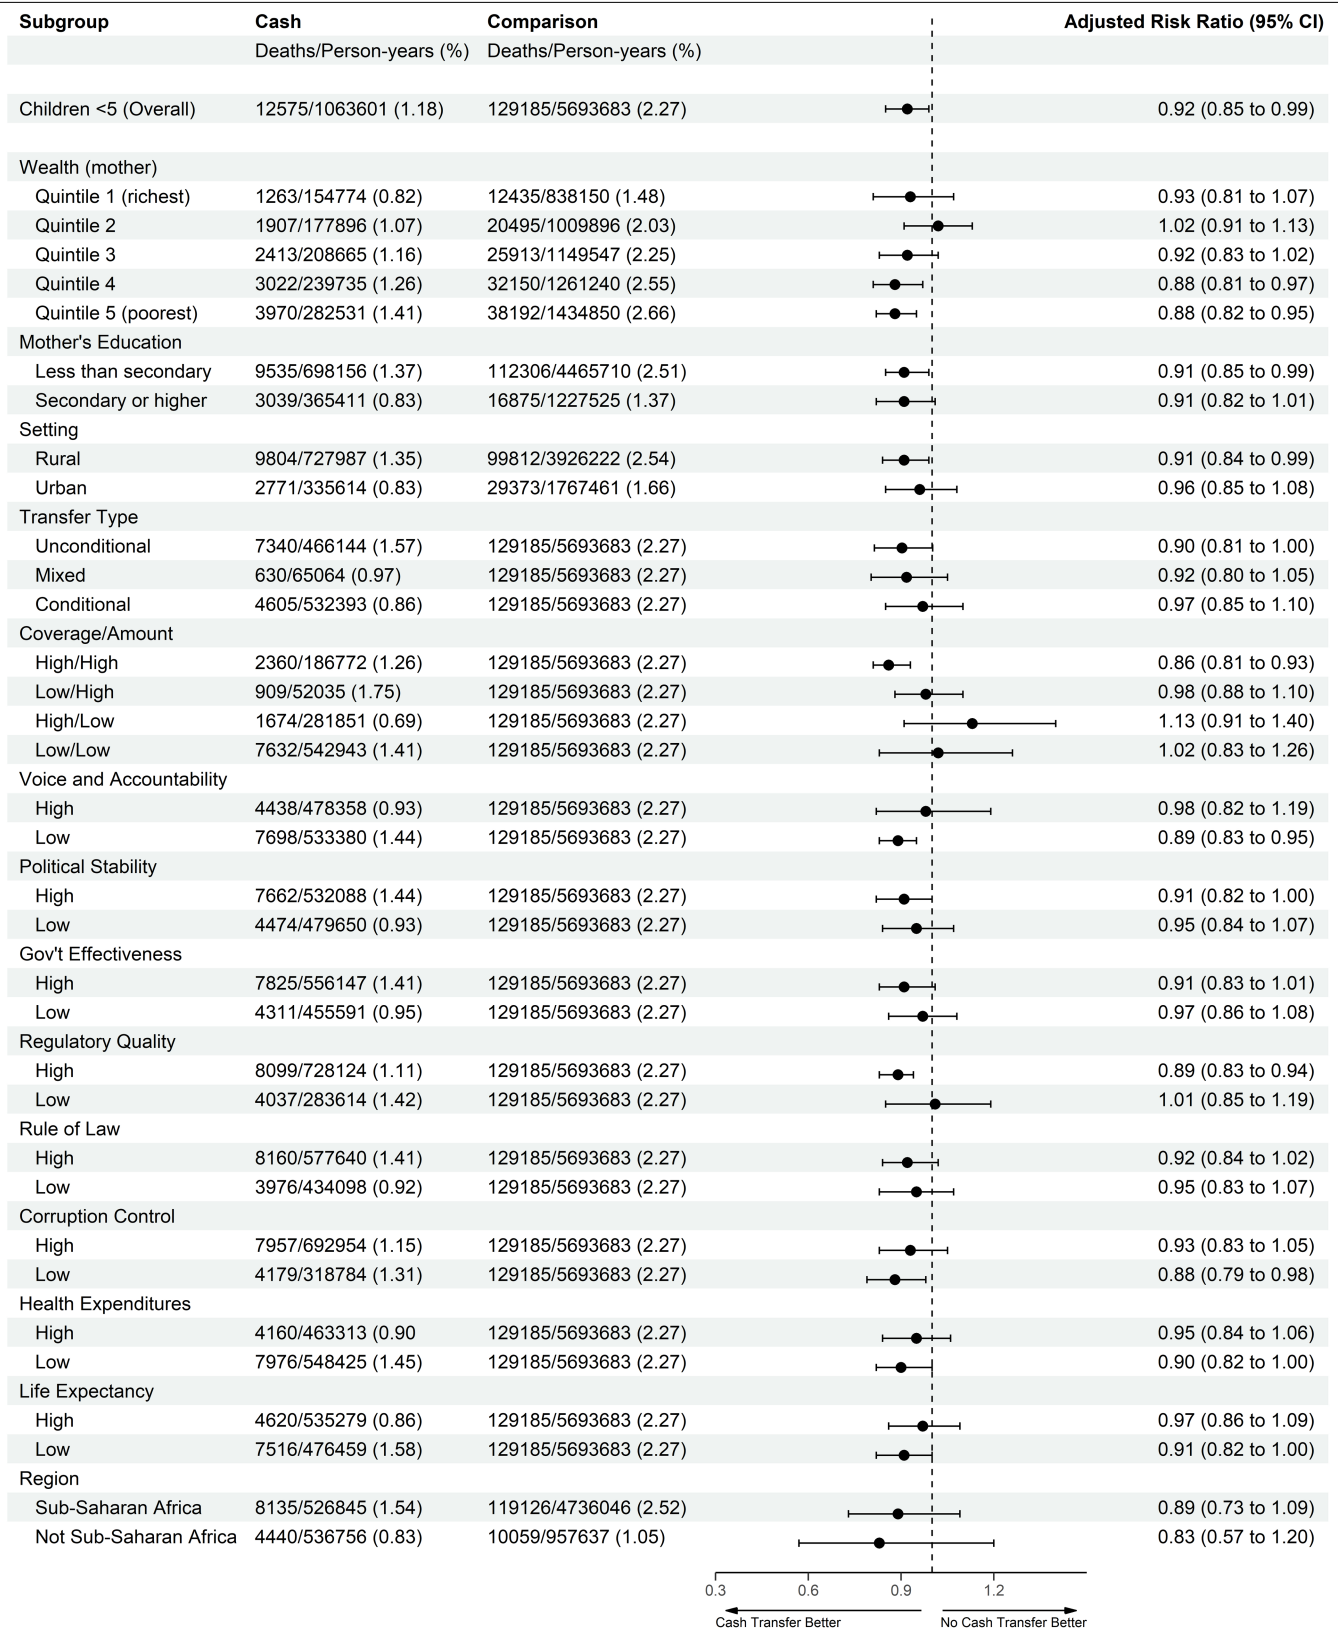 Subgroup Cash Comparison Adjusted Risk Ratio (95% CI)
Deaths/Person-years (%) Deaths/Person-years (%)
Children <5 (Overall) 12575/1063601 (1.18) 129185/5693683 (2.27) 0.92 (0.85 to 0.99)
Wealth (mother)
Quintile 1 (richest) 1263/154774 (0.82) 12435/838150 (1.48) 0.93 (0.81 to 1.07)
Quintile 2 1907/177896 (1.07) 20495/1009896 (2.03) 1.02 (0.91 to 1.13)
Quintile 3 2413/208665 (1.16) 25913/1149547 (2.25) 0.92 (0.83 to 1.02)
Quintile 4 3022/239735 (1.26) 32150/1261240 (2.55) 0.88 (0.81 to 0.97)
Quintile 5 (poorest) 3970/282531 (1.41) 38192/1434850 (2.66) 0.88 (0.82 to 0.95)
Mother's Education
Less than secondary 9535/698156 (1.37) 112306/4465710 (2.51) 0.91 (0.85 to 0.99)
Secondary or higher 3039/365411 (0.83) 16875/1227525 (1.37) 0.91 (0.82 to 1.01)
Setting
Rural 9804/727987 (1.35) 99812/3926222 (2.54) 0.91 (0.84 to 0.99)
Urban 2771/335614 (0.83) 29373/1767461 (1.66) 0.96 (0.85 to 1.08)
Transfer Type
Unconditional 7340/466144 (1.57) 129185/5693683 (2.27) 0.90 (0.81 to 1.00)
Mixed 630/65064 (0.97) 129185/5693683 (2.27) 0.92 (0.80 to 1.05)
Conditional 4605/532393 (0.86) 129185/5693683 (2.27) 0.97 (0.85 to 1.10)
Coverage/Amount
High/High 2360/186772 (1.26) 129185/5693683 (2.27) 0.86 (0.81 to 0.93)
Low/High 909/52035 (1.75) 129185/5693683 (2.27) 0.98 (0.88 to 1.10)
High/Low 1674/281851 (0.69) 129185/5693683 (2.27) 1.13 (0.91 to 1.40)
Low/Low 7632/542943 (1.41) 129185/5693683 (2.27) 1.02 (0.83 to 1.26)
Voice and Accountability
High 4438/478358 (0.93) 129185/5693683 (2.27) 0.98 (0.82 to 1.19)
Low 7698/533380 (1.44) 129185/5693683 (2.27) 0.89 (0.83 to 0.95)
Political Stability
High 7662/532088 (1.44) 129185/5693683 (2.27) 0.91 (0.82 to 1.00)
Low 4474/479650 (0.93) 129185/5693683 (2.27) 0.95 (0.84 to 1.07)
Gov't Effectiveness
High 7825/556147 (1.41) 129185/5693683 (2.27) 0.91 (0.83 to 1.01)
Low 4311/455591 (0.95) 129185/5693683 (2.27) 0.97 (0.86 to 1.08)
Regulatory Quality
High 8099/728124 (1.11) 129185/5693683 (2.27) 0.89 (0.83 to 0.94)
Low 4037/283614 (1.42) 129185/5693683 (2.27) 1.01 (0.85 to 1.19)
Rule of Law
High 8160/577640 (1.41) 129185/5693683 (2.27) 0.92 (0.84 to 1.02)
Low 3976/434098 (0.92) 129185/5693683 (2.27) 0.95 (0.83 to 1.07)
Corruption Control
High 7957/692954 (1.15) 129185/5693683 (2.27) 0.93 (0.83 to 1.05)
Low 4179/318784 (1.31) 129185/5693683 (2.27) 0.88 (0.79 to 0.98)
Health Expenditures
High 4160/463313 (0.90 129185/5693683 (2.27) 0.95 (0.84 to 1.06)
Low 7976/548425 (1.45) 129185/5693683 (2.27) 0.90 (0.82 to 1.00)
Life Expectancy
High 4620/535279 (0.86) 129185/5693683 (2.27) 0.97 (0.86 to 1.09)
Low 7516/476459 (1.58) 129185/5693683 (2.27) 0.91 (0.82 to 1.00)
Region
Sub-Saharan Africa 8135/526845 (1.54) 119126/4736046 (2.52) 0.89 (0.73 to 1.09)
Not Sub-Saharan Africa 4440/536756 (0.83) 10059/957637 (1.05) 0.83 (0.57 to 1.20)
0.3 0.6 0.9 1.2
Cash Transfer Better No Cash Transfer Better